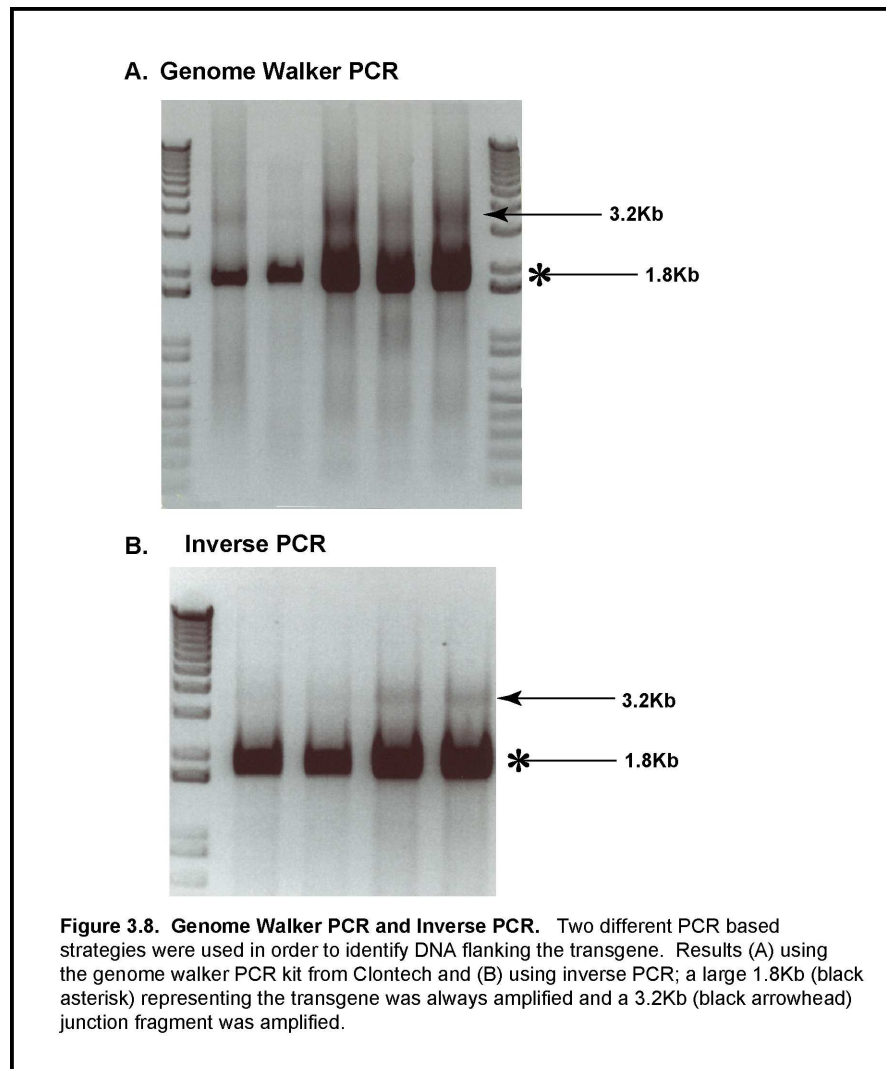 A. Genome Walker PCR
3.2Kb
*
1.8Kb
B. Inverse PCR
3.2Kb
*
1.8Kb
Figure 3.8. Genome Walker PCR and Inverse PCR. Two different PCR based
strategies were used in order to identify DNA flanking the transgene. Results (A) using
the genome walker PCR kit from Clontech and (B) using inverse PCR; a large 1.8Kb (black
asterisk) representing the transgene was always amplified and a 3.2Kb (black arrowhead)
junction fragment was amplified.